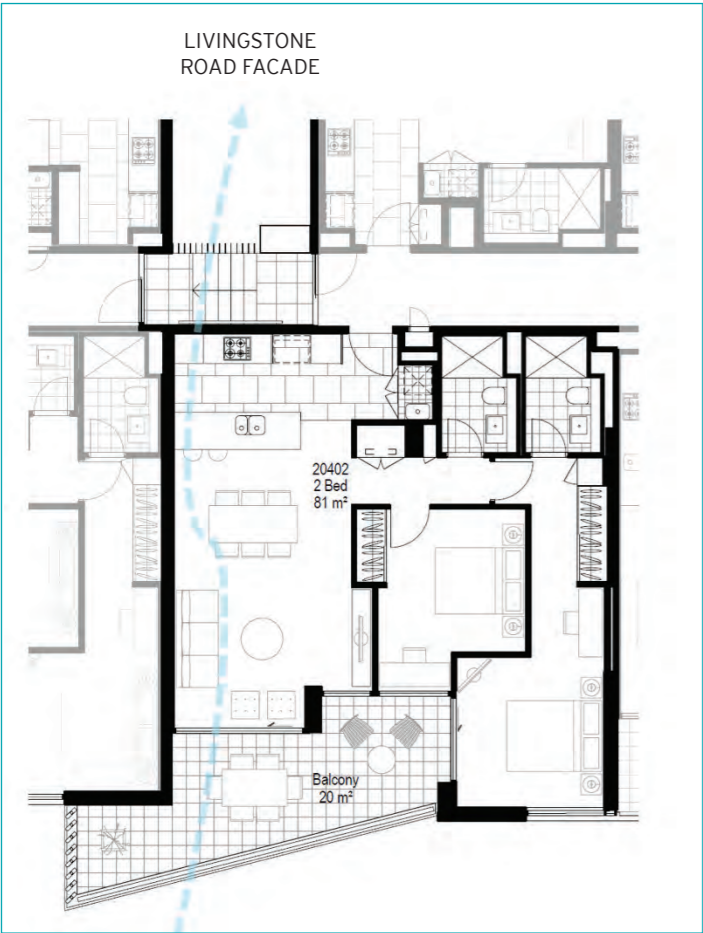 LIVINGSTONE
ROAD FACADE
20402
2 Bed
81 m²
Balcony
20 m²